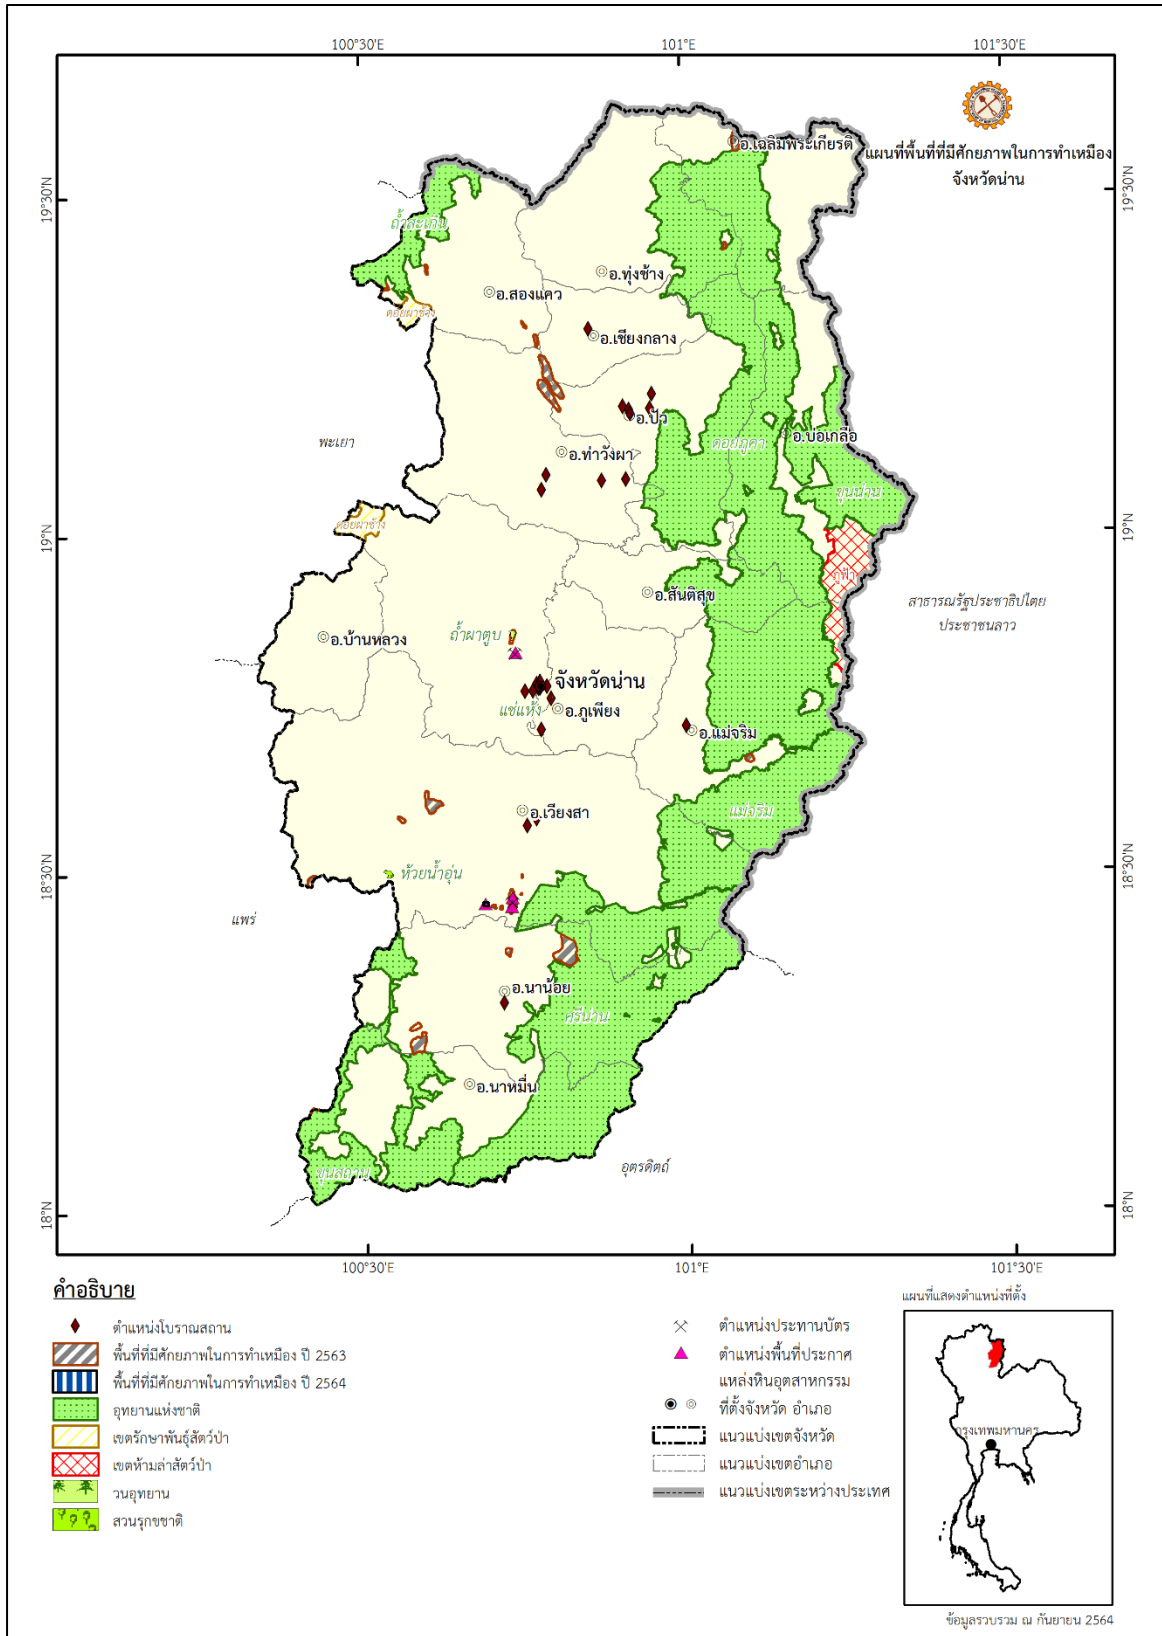 100°30'E
101°E
101°30'E
แผนที่พื้นที่ที่มีศักยภาพในการทำเหมือง
จังหวัดน่าน
อ.เฉลิมพระเกียรติ
19°30'N
19°30'N
ถ้ำสะเกิน
อ.ทุ่งช้าง
อ.สองแคว
ดอยผาช้าง
อ.เชียงกลาง
อ.ปัว
พะเยา
ดอยภูคา
อ.บ่อเกลือ
อ.ท่าวังผา
ขุนน่าน
ดอยผาช้าง
19°N
19°N
ภูฟ้า
อ.สันติสุข
สาธารณรัฐประชาธิปไตย
ประชาชนลาว
อ.บ้านหลวง
ถ้ำผาตูบ
จังหวัดน่าน
แช่แห้ง
อ.ภูเพียง
อ.แม่จริม
แม่จริม
อ.เวียงสา
ห้วยน้ำอุ่น
18°30'N
18°30'N
แพร่
อ.นาน้อย
ศรีน่าน
อ.นาหมื่น
ขุนสถาน
อุตรดิตถ์
18°N
18°N
100°30'E
101°E
101°30'E
คำอธิบาย
ตำแหน่งโบราณสถาน
พื้นที่ที่มีศักยภาพในการทำเหมือง ปี 2563
พื้นที่ที่มีศักยภาพในการทำเหมือง ปี 2564
อุทยานแห่งชาติ
เขตรักษาพันธุ์สัตว์ป่า
เขตห้ามล่าสัตว์ป่า
วนอุทยาน
สวนรุกขชาติ
ตำแหน่งประทานบัตร
ตำแหน่งพื้นที่ประกาศ
แหล่งหินอุตสาหกรรม
ที่ตั้งจังหวัด อำเภอ
แนวแบ่งเขตจังหวัด
แนวแบ่งเขตอำเภอ
แนวแบ่งเขตระหว่างประเทศ
แผนที่แสดงตำแหน่งที่ตั้ง
กรุงเทพมหานคร
ข้อมูลรวบรวม ณ กันยายน 2564